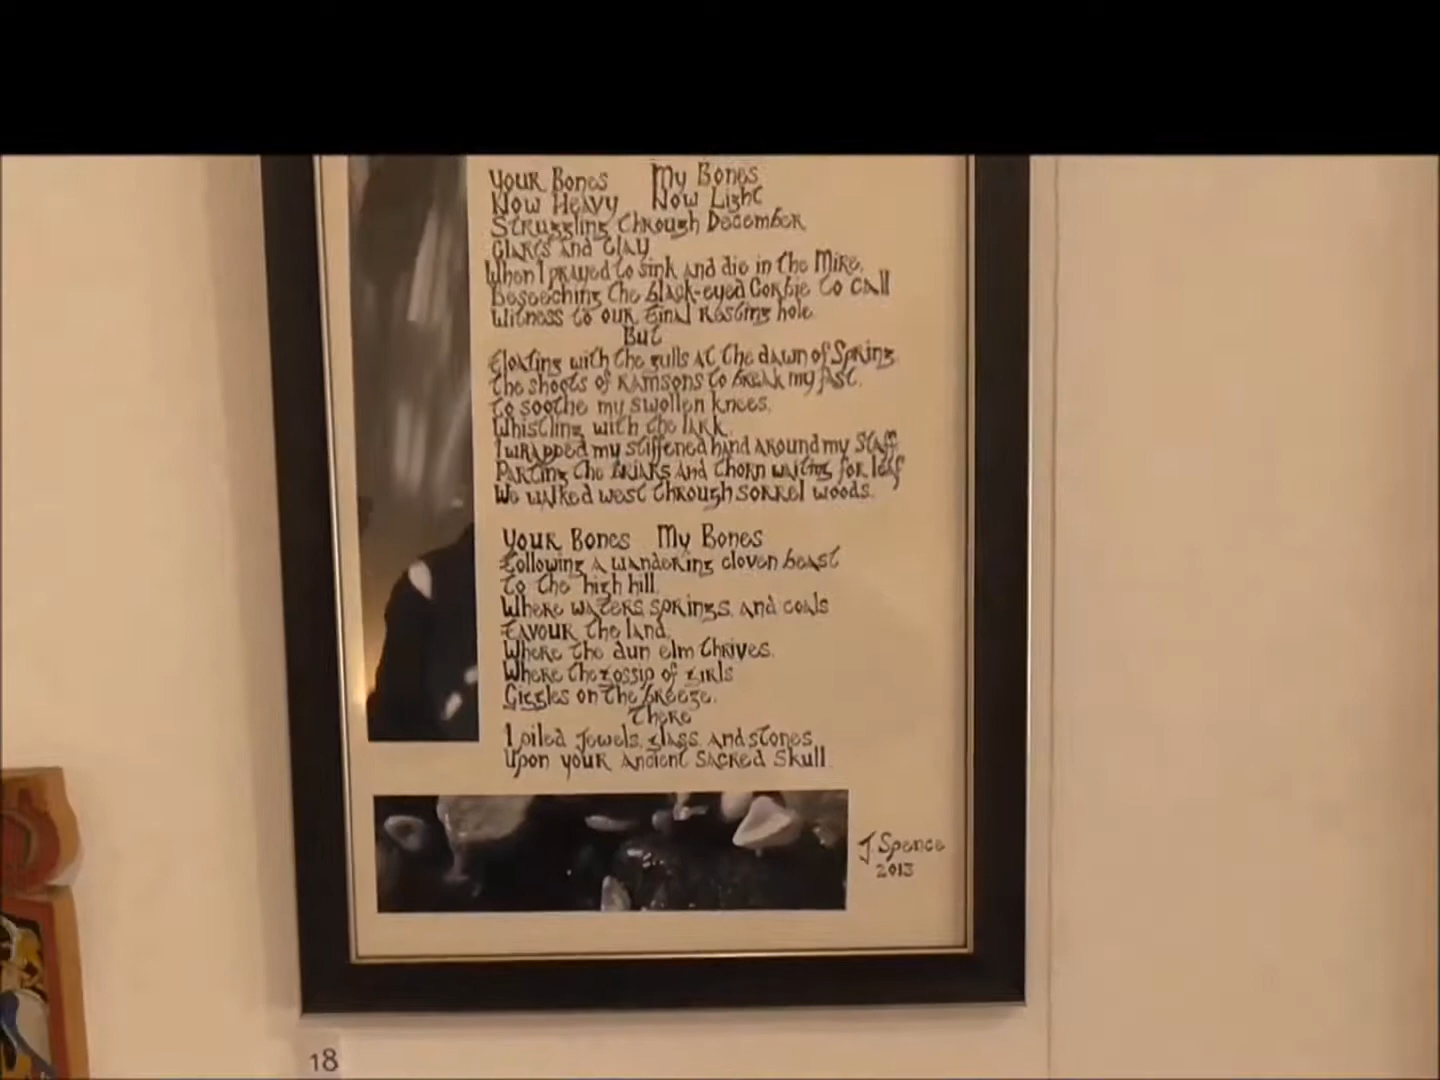 Your Bones My Bones
Now Heavy Now Light
Struggling through December
Clarts and Clay
When I prayed to sink and die in the Mire.
Beseeching the black-eyed Corbie to call
Witness to our final resting hole.
But
Floating with the gulls at the dawn of Spring
The shoots of ramsons to break my fast.
To soothe my swollen knees.
Whistling with the lark.
I wrapped my stiffened hand around my Staff
Parting the briars and thorn waiting for leaf
We walked west through sorrel woods.
Your Bones My Bones
Following a wandering cloven beast
To the high hill.
Where waters, springs, and coals
Favour the land.
Where the dun elm thrives.
Where the gossip of girls
Giggles on the breeze.
There
I piled jewels, glass, and stones
Upon your ancient sacred skull.
J. Spence
2013
18